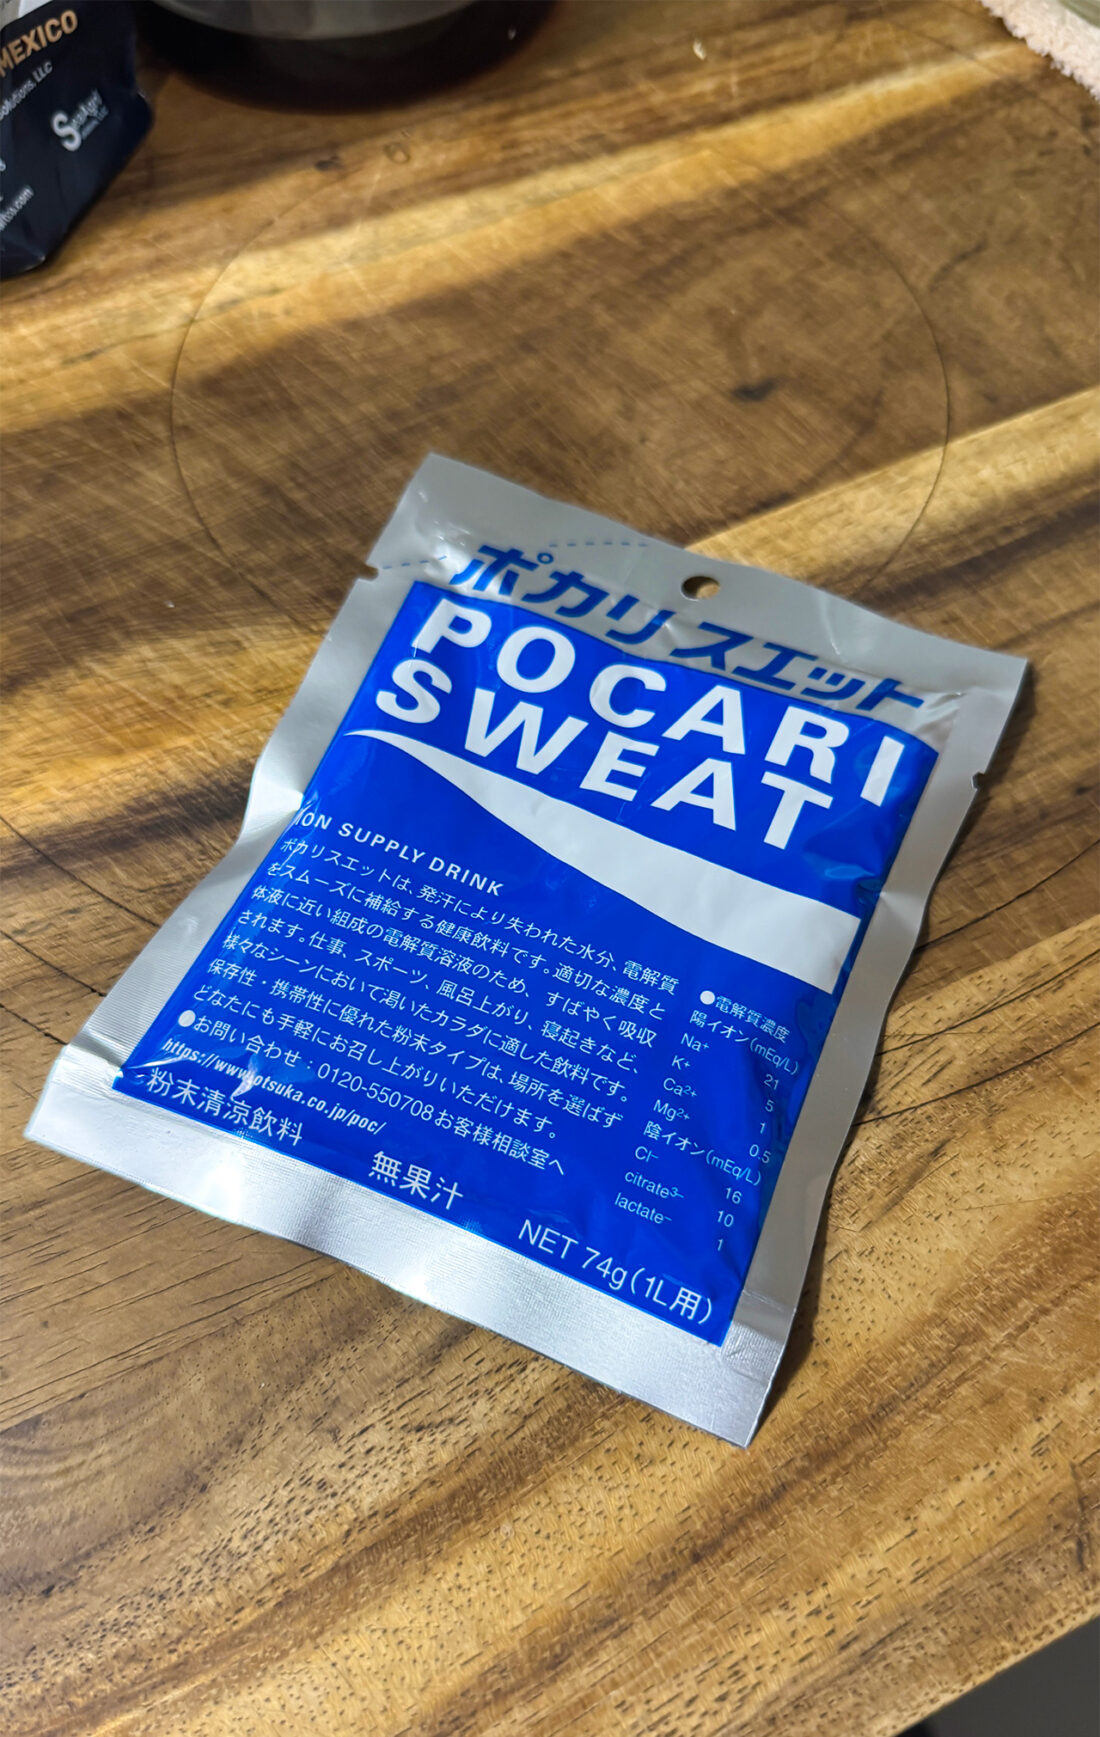 MEXICO
olutions, LLC
ポカリスエット
POCARI
SWEAT
ION SUPPLY DRINK
ポカリスエットは、発汗により失われた水分、電解質
をスムーズに補給する健康飲料です。適切な濃度と
体液に近い組成の電解質溶液のため、すばやく吸収
されます。仕事、スポーツ、風呂上がり、寝起きなど、
様々なシーンにおいて渇いたカラダに適した飲料です。
保存性・携帯性に優れた粉末タイプは、場所を選ばず
どなたにも手軽にお召し上がりいただけます。
●お問い合わせ：0120-550708お客様相談室へ
https://www.otsuka.co.jp/poc/
粉末清涼飲料
無果汁
●電解質濃度
陽イオン(mEq/L)
Na⁺ 21
K⁺ 5
Ca²⁺ 1
Mg²⁺ 0.5
陰イオン(mEq/L)
Cl⁻ 16
citrate³⁻ 10
lactate⁻ 1
NET 74g(1L用)